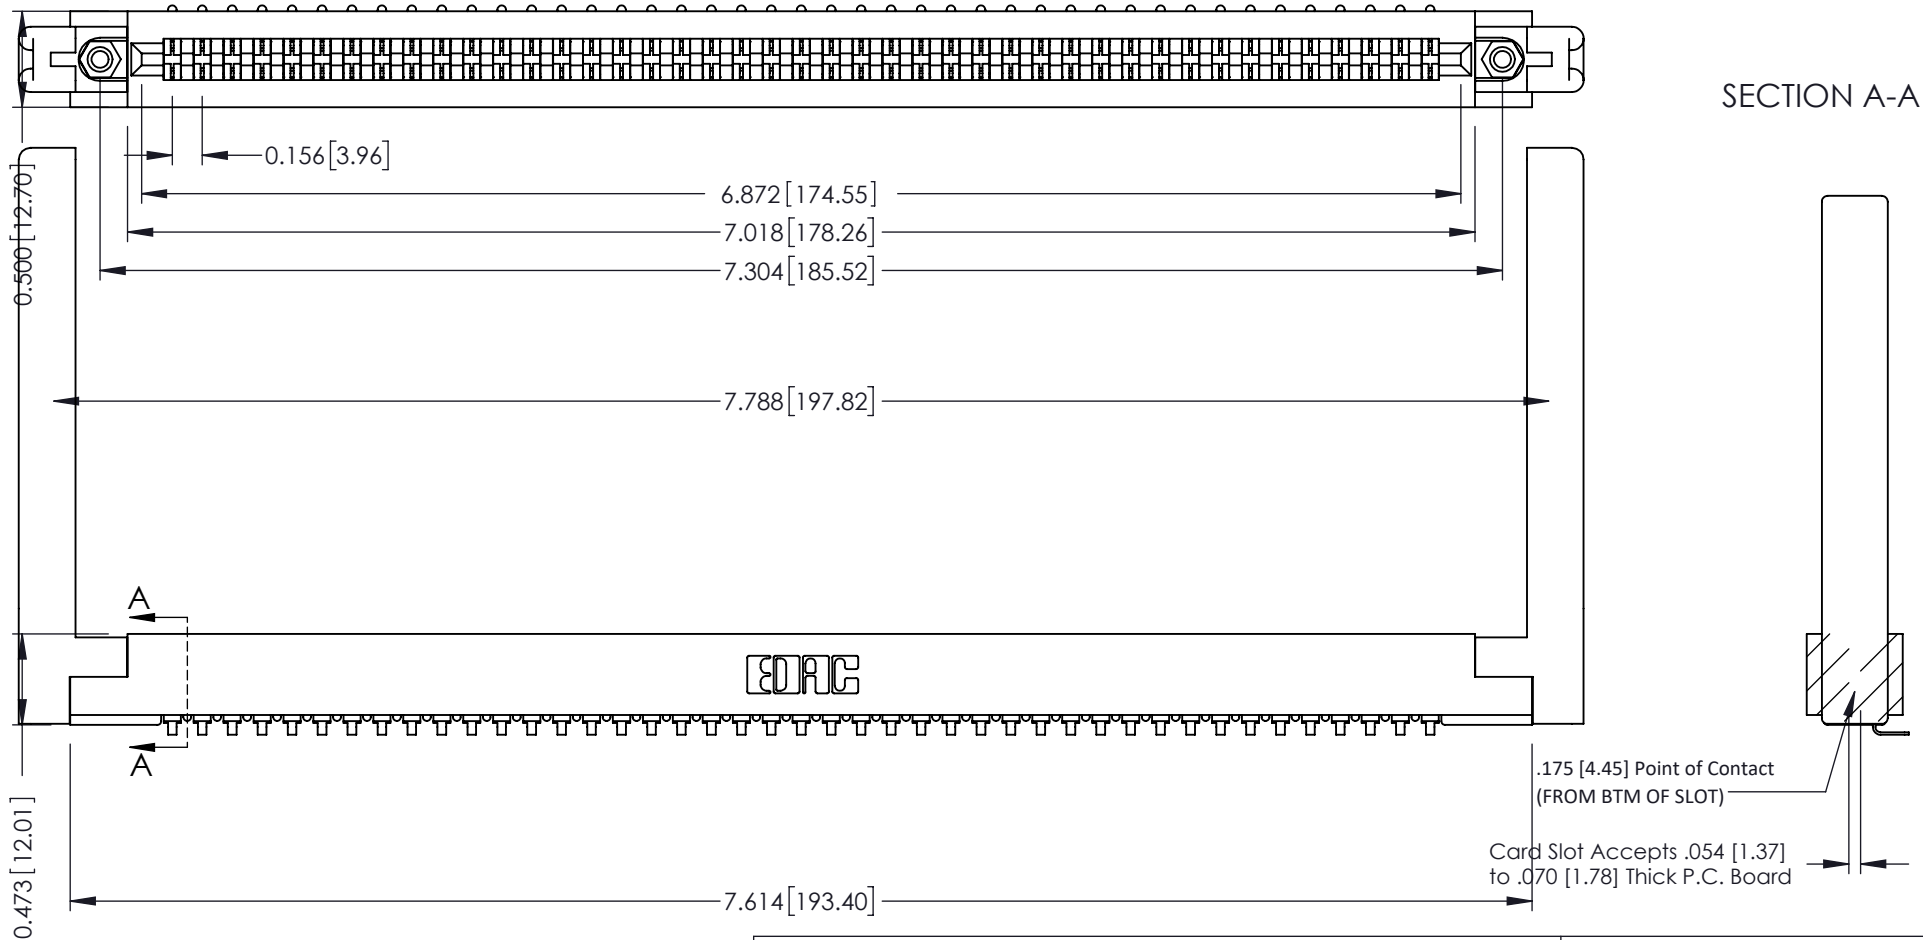 SECTION A-A
0.156[3.96]
0.500[12.70]
6.872[174.55]
7.018[178.26]
7.304[185.52]
7.788[197.82]
A
EDAC
A
.175 [4.45] Point of Contact
(FROM BTM OF SLOT)
0.473[12.01]
Card Slot Accepts .054 [1.37]
to .070 [1.78] Thick P.C. Board
7.614[193.40]